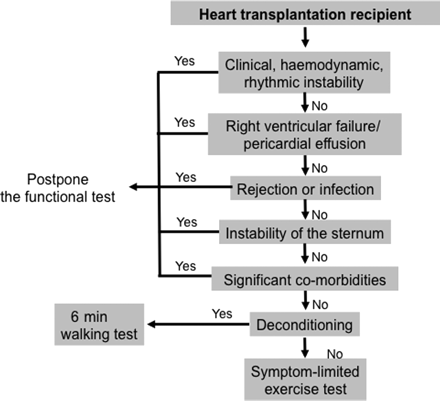 Heart transplantation recipient
Yes
Clinical, haemodynamic,
rhythmic instability
No
Yes
Right ventricular failure/
pericardial effusion
No
Postpone
the functional test
Yes
Rejection or infection
No
Yes
Instability of the sternum
No
Yes
Significant co-morbidities
No
6 min
walking test
Yes
Deconditioning
No
Symptom-limited
exercise test